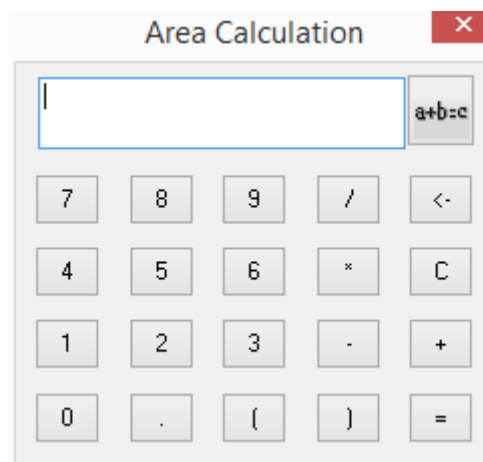 Area Calculation
a+b=c
7 8 9 / <-
4 5 6 * C
1 2 3 - +
0 . ( ) =